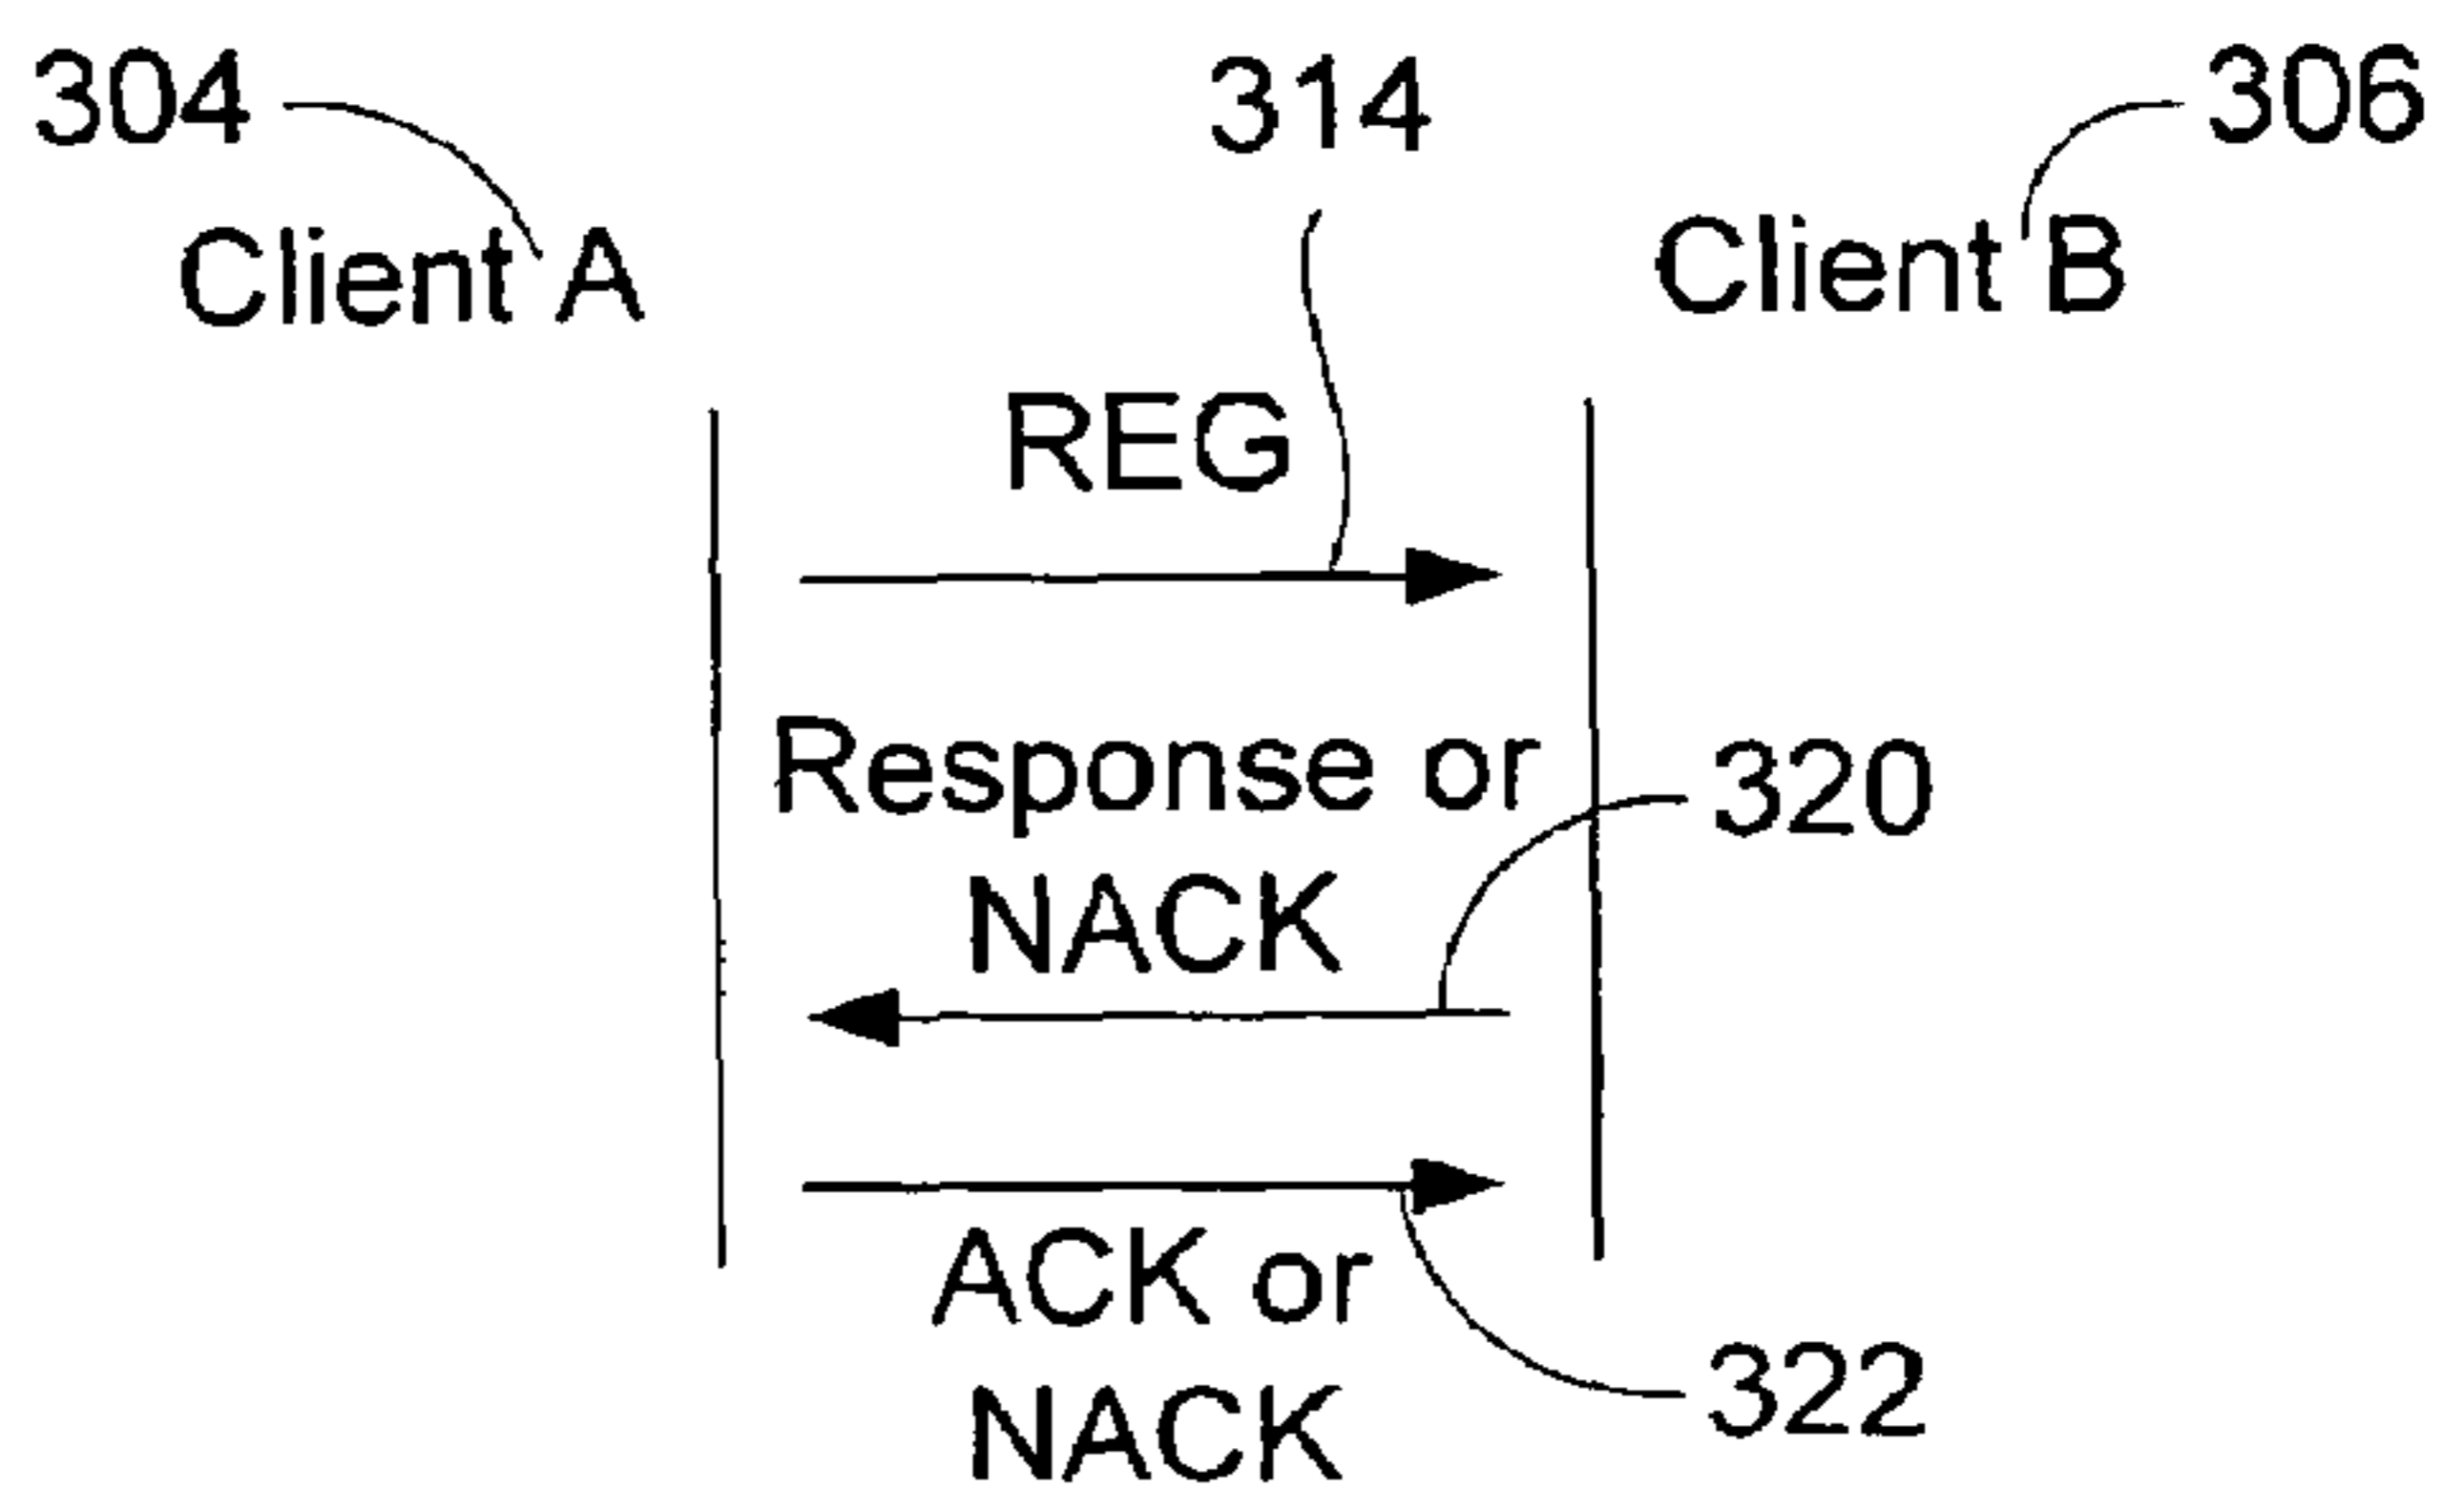 304
314
306
Client A
Client B
REG
Response or
320
NACK
ACK or
322
NACK